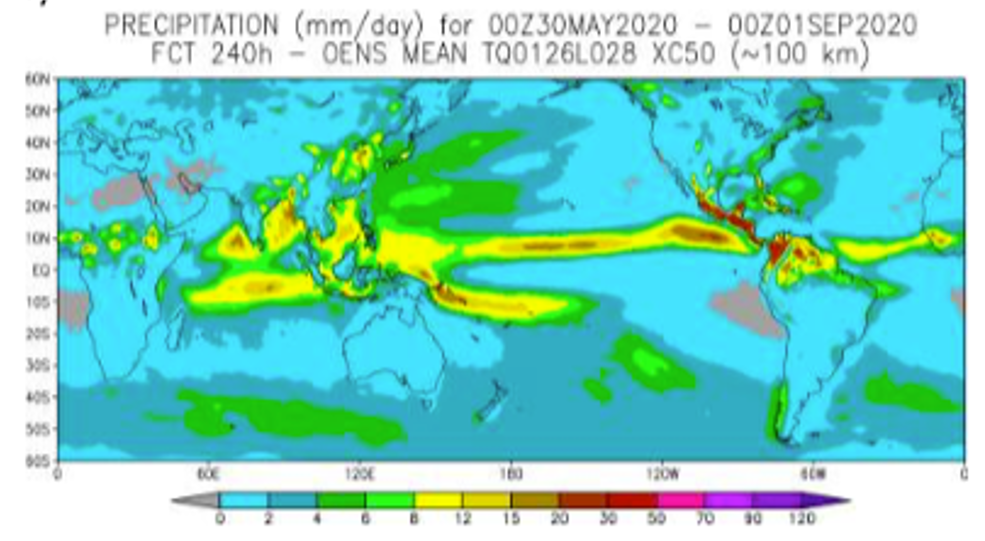 PRECIPITATION (mm/day) for 00Z30MAY2020 - 00Z01SEP2020
FCT 240h - OENS MEAN TQ0126L028 XC50 (~100 km)
60N
50N
40N
30N
20N
10N
EQ
10S
20S
30S
40S
50S
60S
0 60E 120E 180 120W 60W 0
0 2 4 6 8 12 15 20 30 50 70 90 120